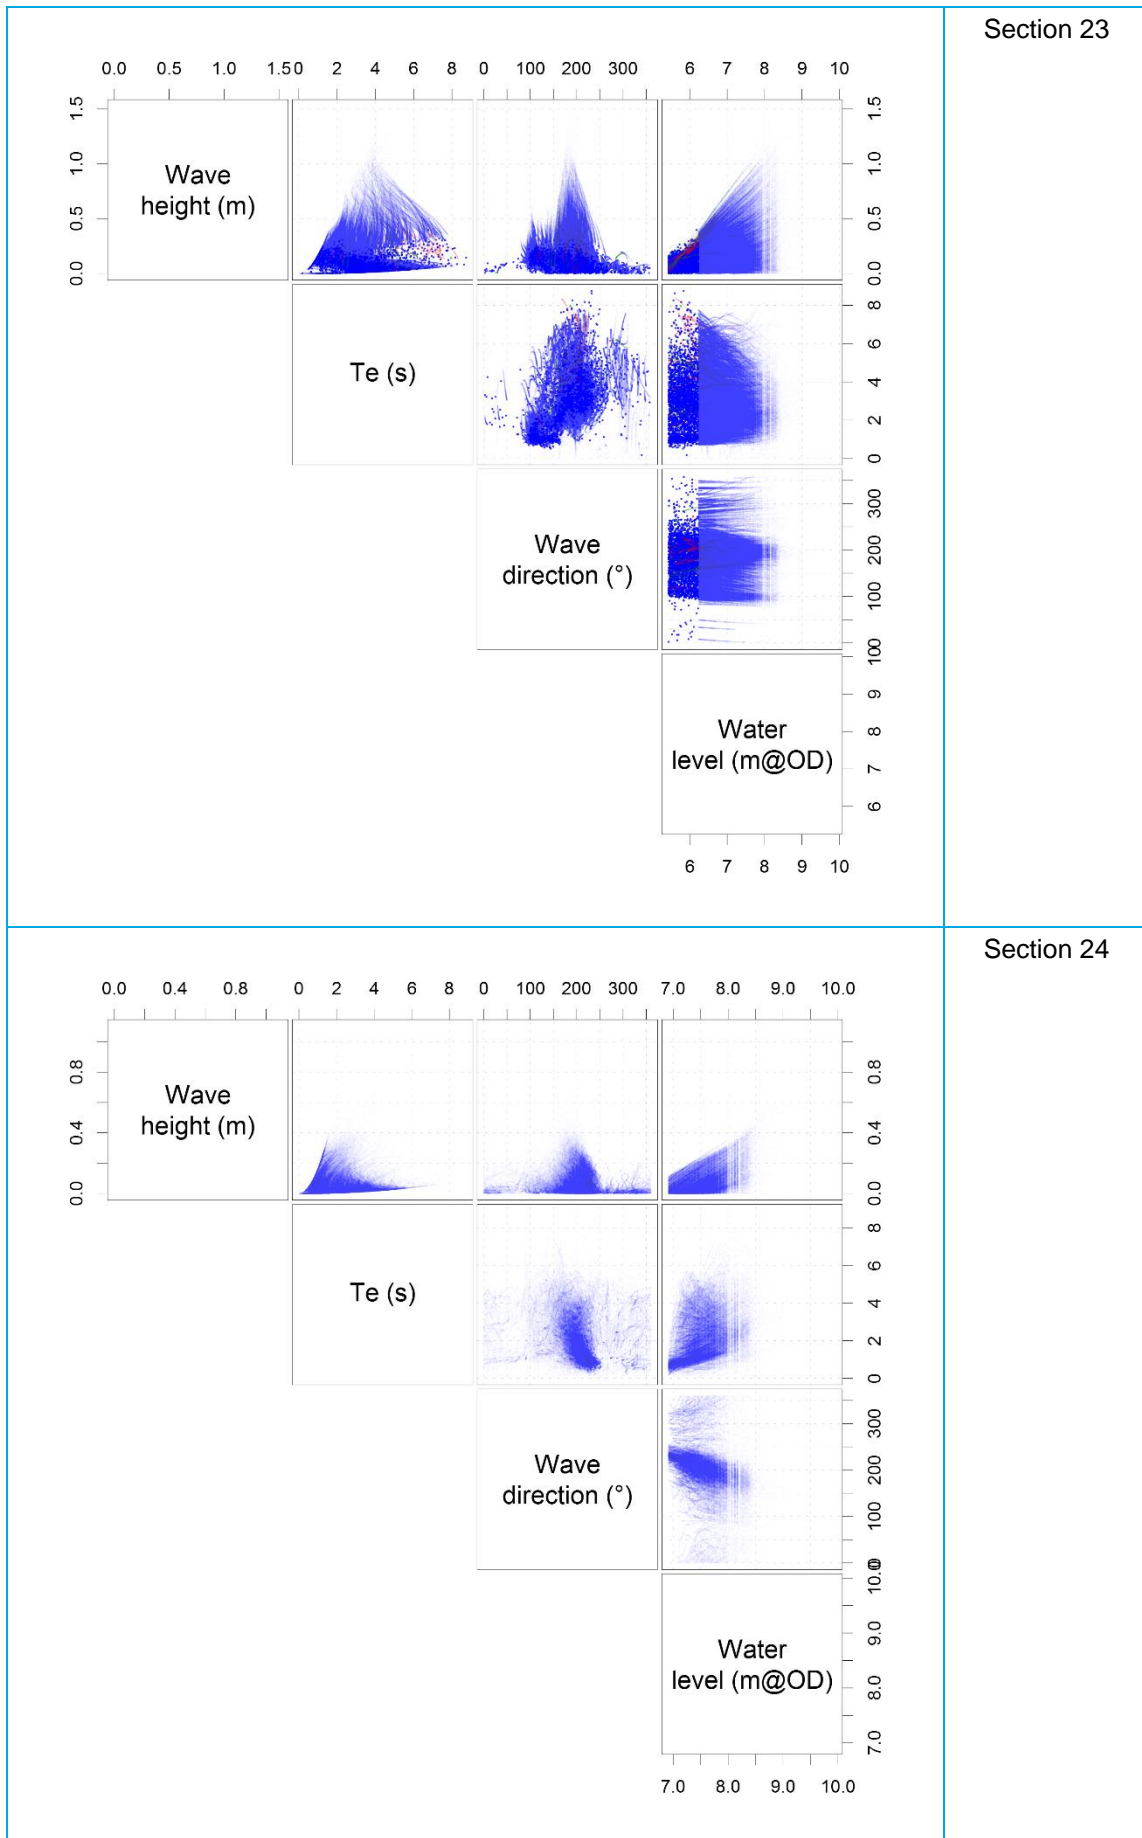 Section 23
0.0 0.5 1.0 1.5 0 2 4 6 8 0 100 200 300 6 7 8 9 10
0.0 0.5 1.0 1.5
Wave
height (m)
0.0 0.5 1.0 1.5
Te (s)
0 2 4 6 8
Wave
direction (°)
0 100 200 300
Water
level (m@OD)
6 7 8 9 10
6 7 8 9 10
Section 24
0.0 0.4 0.8 0 2 4 6 8 0 100 200 300 7.0 8.0 9.0 10.0
0.0 0.4 0.8
Wave
height (m)
0.0 0.4 0.8
Te (s)
0 2 4 6 8
Wave
direction (°)
0 100 200 300
Water
level (m@OD)
7.0 8.0 9.0 10.0
7.0 8.0 9.0 10.0